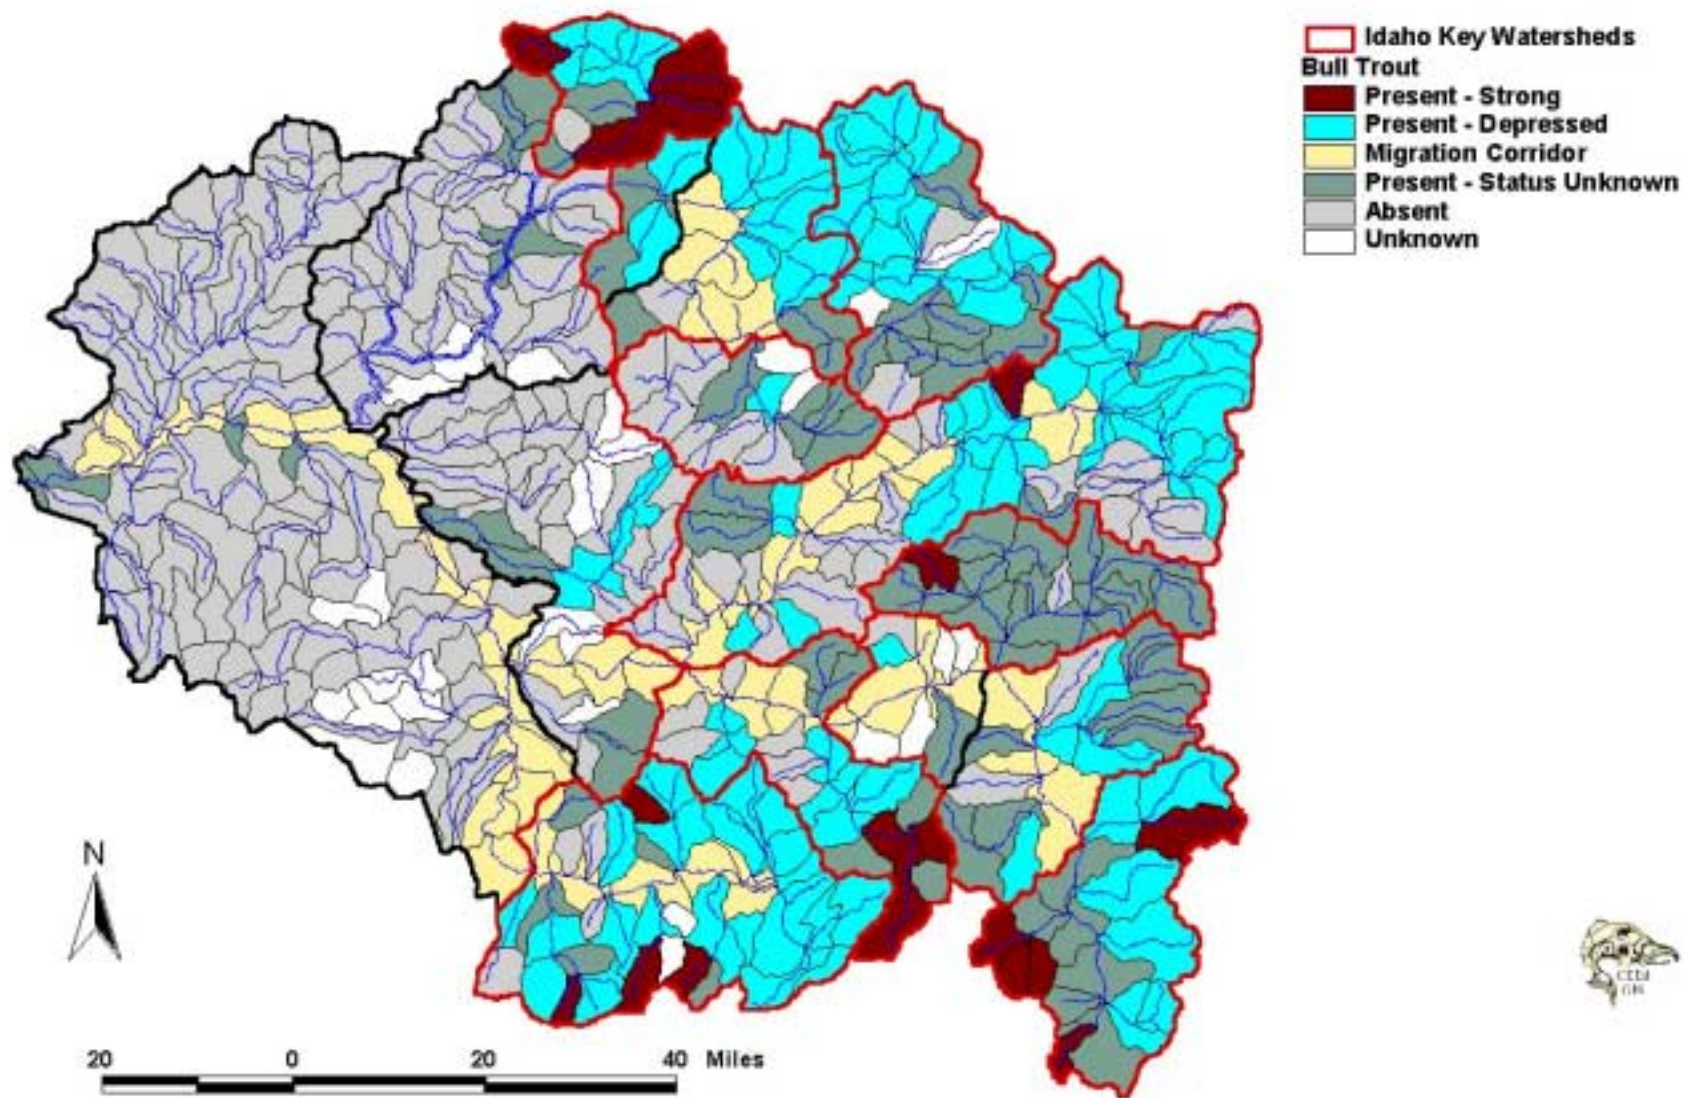 Idaho Key Watersheds
Bull Trout
Present - Strong
Present - Depressed
Migration Corridor
Present - Status Unknown
Absent
Unknown
N
20 0 20 40 Miles